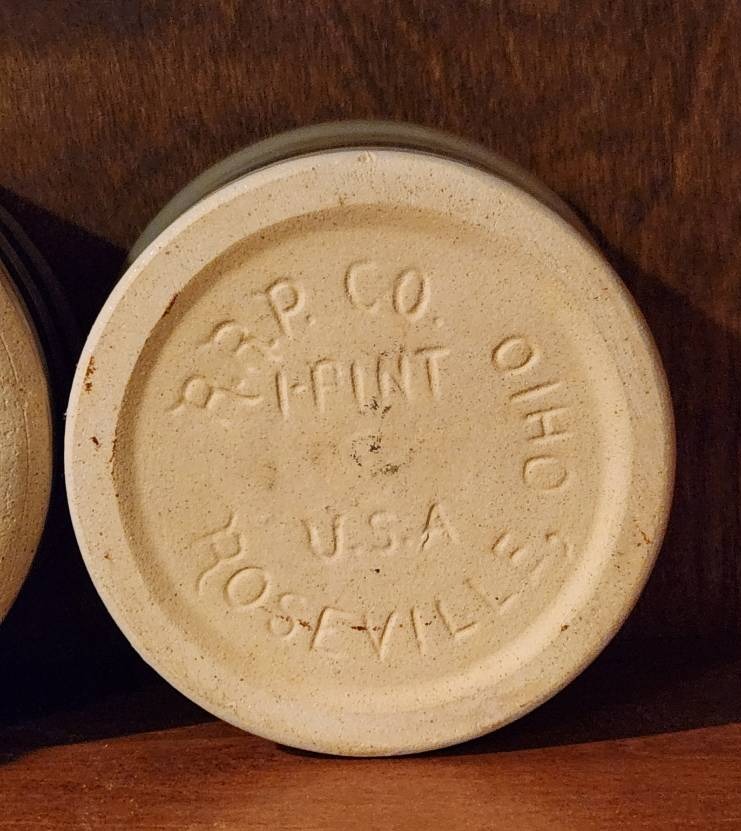 R.R.P. CO.
1-PINT
U.S.A
ROSEVILLE, OHIO